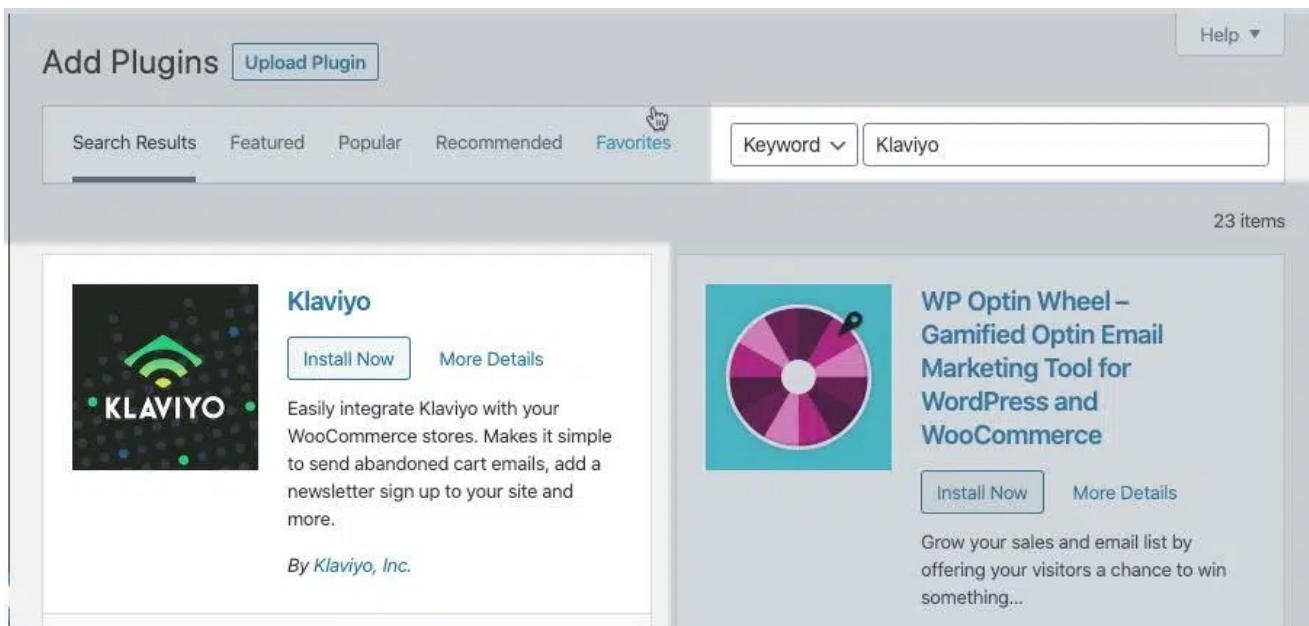 Help ▼
Add Plugins Upload Plugin
Search Results Featured Popular Recommended Favorites Keyword Klaviyo
23 items
KLAVIYO
Klaviyo
Install Now More Details
Easily integrate Klaviyo with your
WooCommerce stores. Makes it simple
to send abandoned cart emails, add a
newsletter sign up to your site and
more.
By Klaviyo, Inc.
WP Optin Wheel –
Gamified Optin Email
Marketing Tool for
WordPress and
WooCommerce
Install Now More Details
Grow your sales and email list by
offering your visitors a chance to win
something...